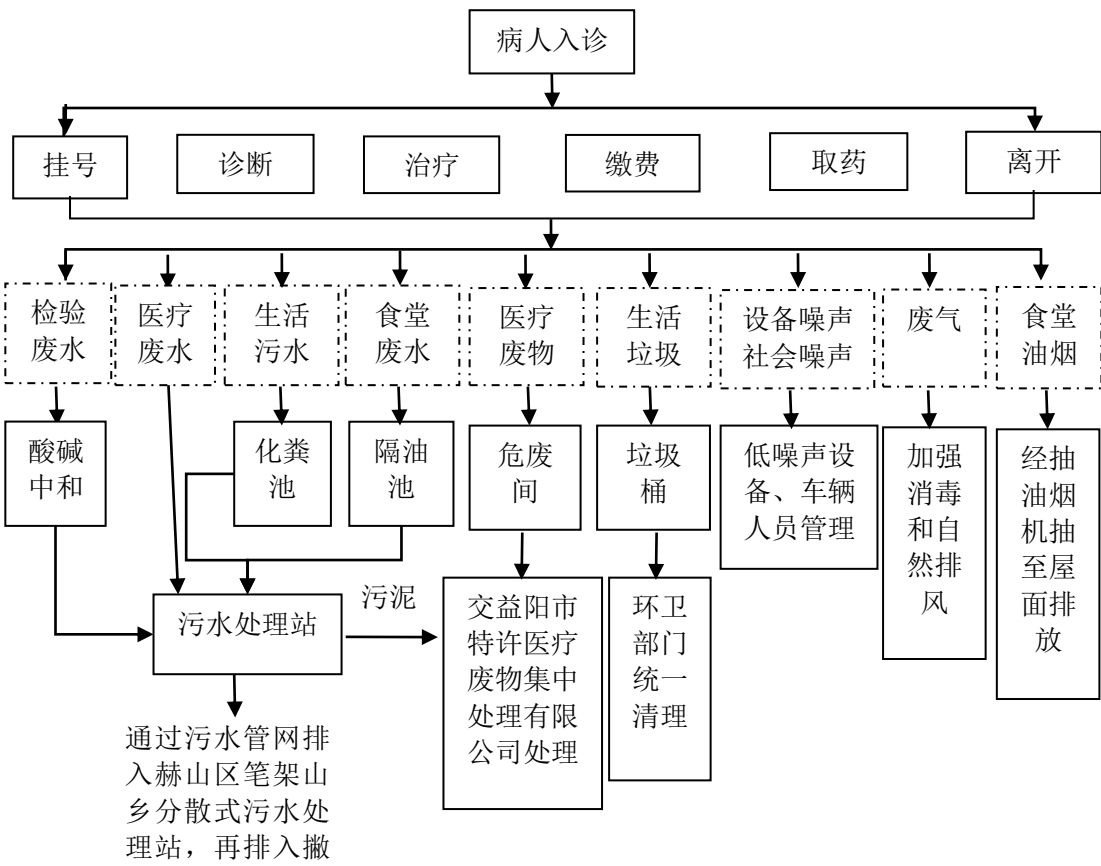 病人入诊
挂号
诊断
治疗
缴费
取药
离开
检验
废水
医疗
废水
生活
污水
食堂
废水
医疗
废物
生活
垃圾
设备噪声
社会噪声
废气
食堂
油烟
酸碱
中和
化粪
池
隔油
池
危废
间
垃圾
桶
低噪声设
备、车辆
人员管理
加强
消毒
和自
然排
风
经抽
油烟
机抽
至屋
面排
放
污水处理站
污泥
交益阳市
特许医疗
废物集中
处理有限
公司处理
环卫
部门
统一
清理
通过污水管网排
入赫山区笔架山
乡分散式污水处
理站，再排入撇